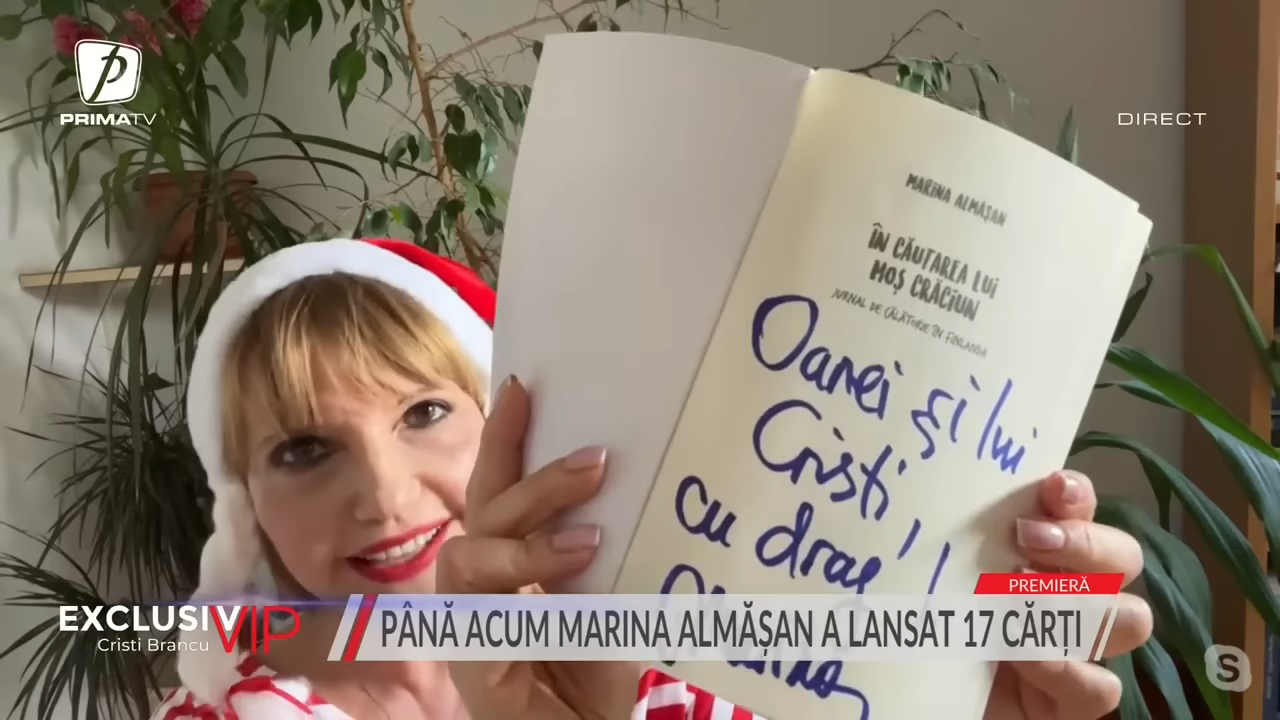 PRIMATV
DIRECT
MARINA ALMĂȘAN
ÎN CĂUTAREA LUI
MOȘ CRĂCIUN
JURNAL DE CĂLĂTORIE ÎN FINLANDA
Oanei și lui
Cristi,
cu drag!
PREMIERĂ
EXCLUSIV VIP
Cristi Brancu
PÂNĂ ACUM MARINA ALMĂȘAN A LANSAT 17 CĂRȚI